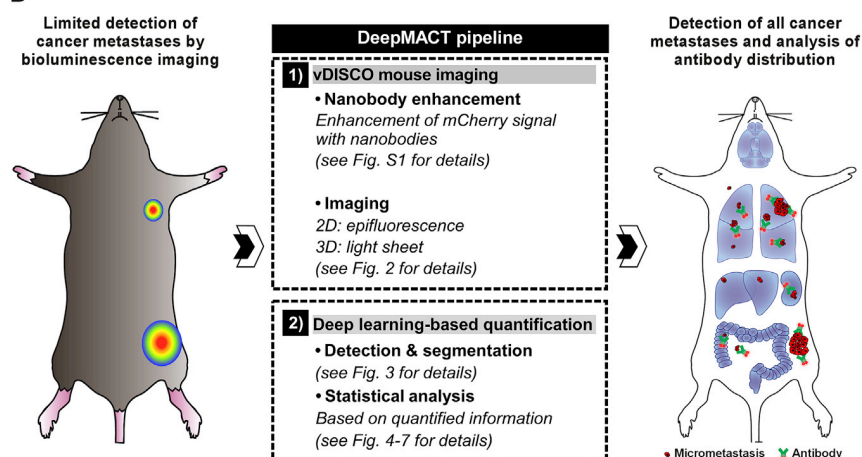 Limited detection of
cancer metastases by
bioluminescence imaging
DeepMACT pipeline
1) vDISCO mouse imaging
• Nanobody enhancement
Enhancement of mCherry signal
with nanobodies
(see Fig. S1 for details)
• Imaging
2D: epifluorescence
3D: light sheet
(see Fig. 2 for details)
2) Deep learning-based quantification
• Detection & segmentation
(see Fig. 3 for details)
• Statistical analysis
Based on quantified information
(see Fig. 4-7 for details)
Detection of all cancer
metastases and analysis of
antibody distribution
Micrometastasis Antibody